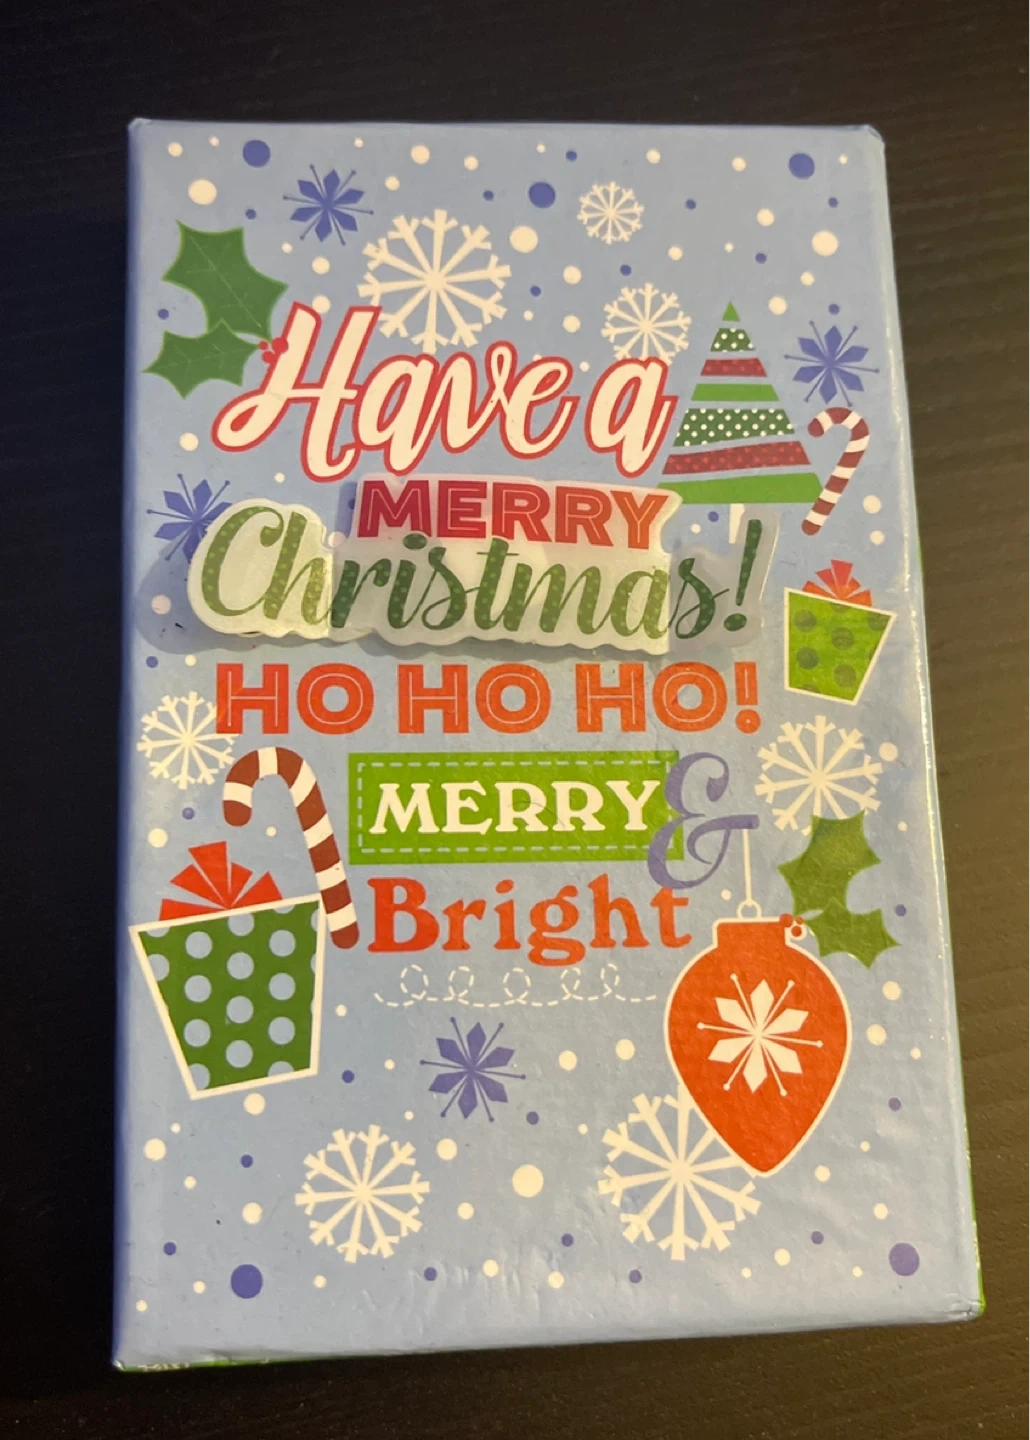 Have a
MERRY
Christmas!
HO HO HO!
MERRY &
Bright